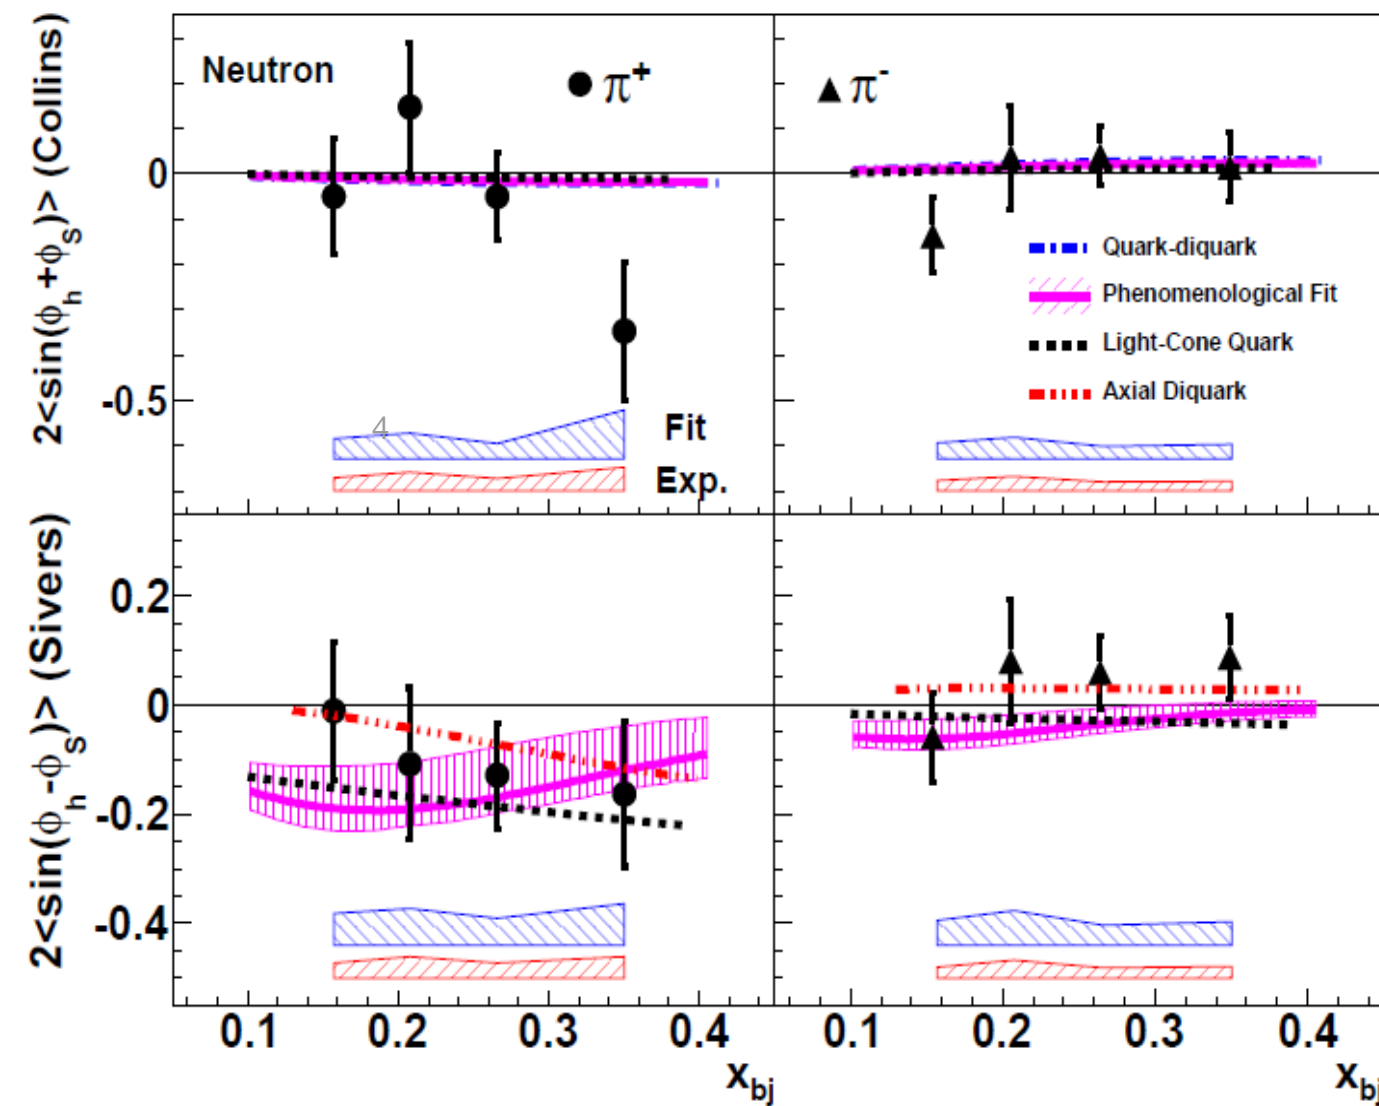 2<sin(ϕh +ϕS)> (Collins)
Neutron
π+
π-
0
-0.5
Quark-diquark
Phenomenological Fit
Light-Cone Quark
Axial Diquark
4
Fit
Exp.
2<sin(ϕh -ϕS)> (Sivers)
0.2
0
-0.2
-0.4
0.1 0.2 0.3 0.4
0.1 0.2 0.3 0.4
xbj
xbj